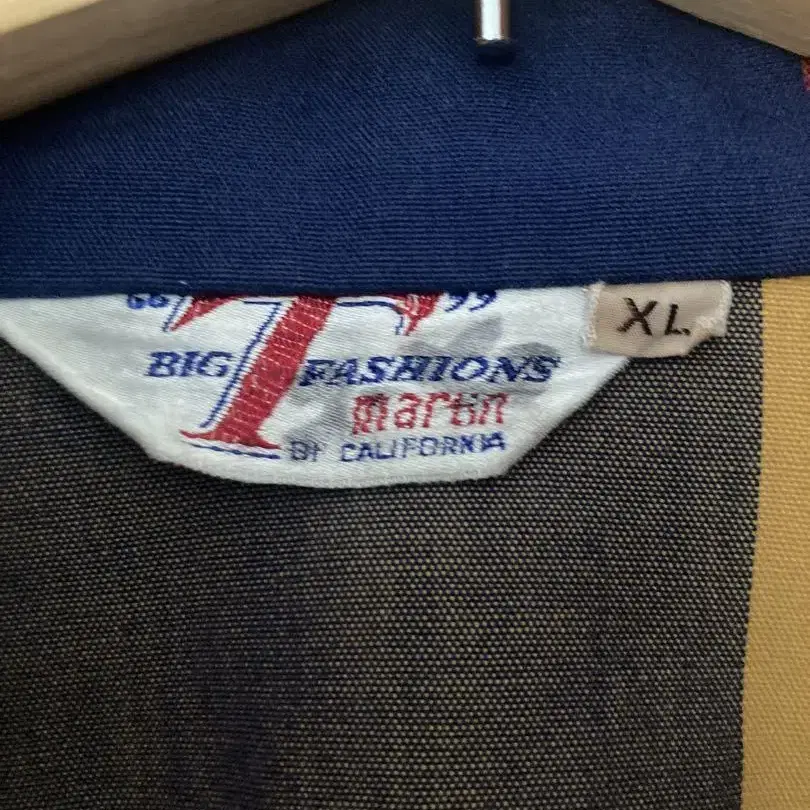 “T”
BIG FASHIONS
martin
OF CALIFORNIA
XL